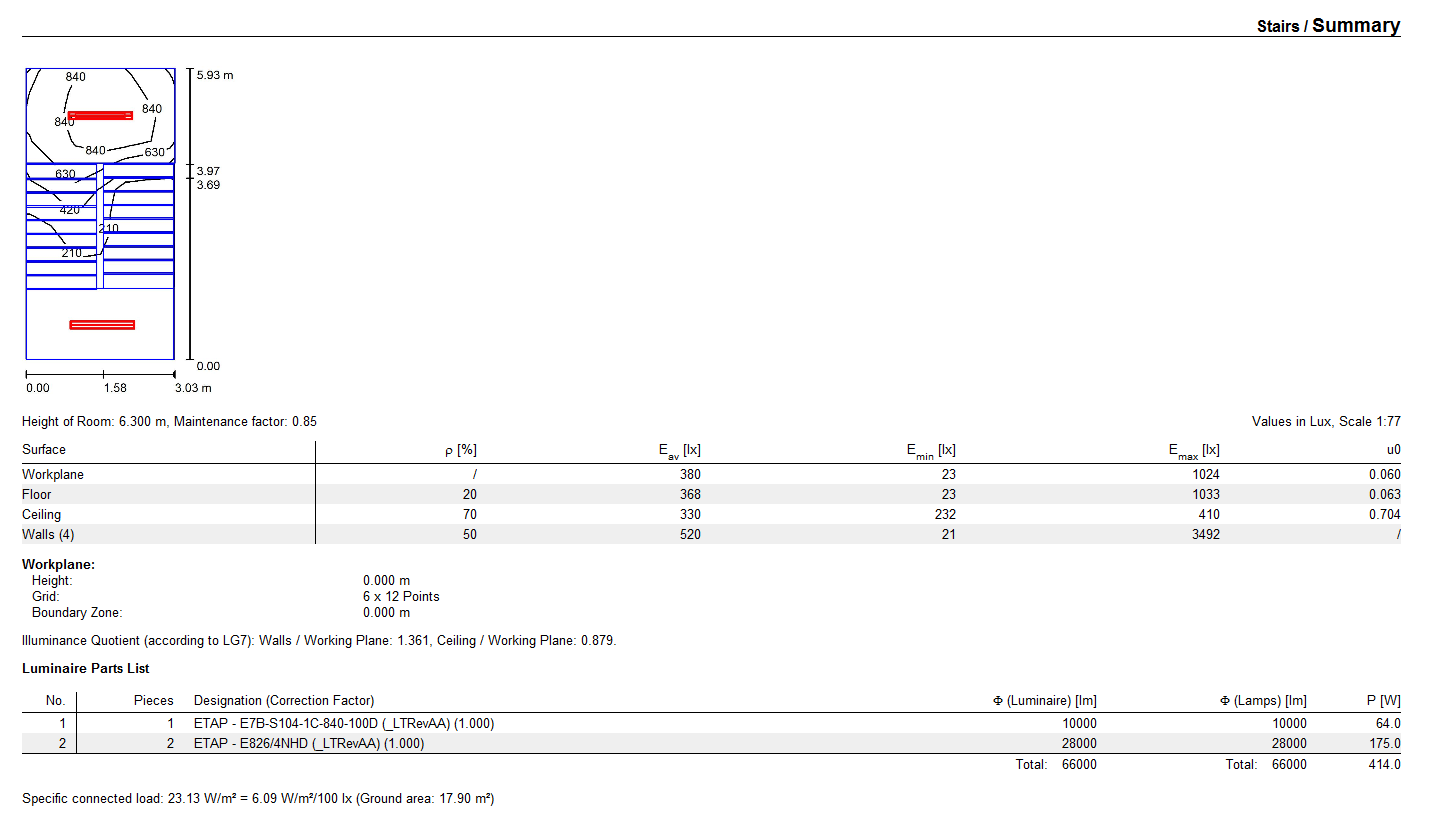 Stairs / Summary
840
5.93 m
840
840
840
630
630
3.97
3.69
420
210
210
0.00
0.00 1.58 3.03 m
Height of Room: 6.300 m, Maintenance factor: 0.85 Values in Lux, Scale 1:77
Surface ρ [%] Eav [lx] Emin [lx] Emax [lx] u0
Workplane / 380 23 1024 0.060
Floor 20 368 23 1033 0.063
Ceiling 70 330 232 410 0.704
Walls (4) 50 520 21 3492 /
Workplane:
Height: 0.000 m
Grid: 6 x 12 Points
Boundary Zone: 0.000 m
Illuminance Quotient (according to LG7): Walls / Working Plane: 1.361, Ceiling / Working Plane: 0.879.
Luminaire Parts List
No. Pieces Designation (Correction Factor) Φ (Luminaire) [lm] Φ (Lamps) [lm] P [W]
1 1 ETAP - E7B-S104-1C-840-100D (_LTRevAA) (1.000) 10000 10000 64.0
2 2 ETAP - E826/4NHD (_LTRevAA) (1.000) 28000 28000 175.0
Total: 66000 Total: 66000 414.0
Specific connected load: 23.13 W/m² = 6.09 W/m²/100 lx (Ground area: 17.90 m²)